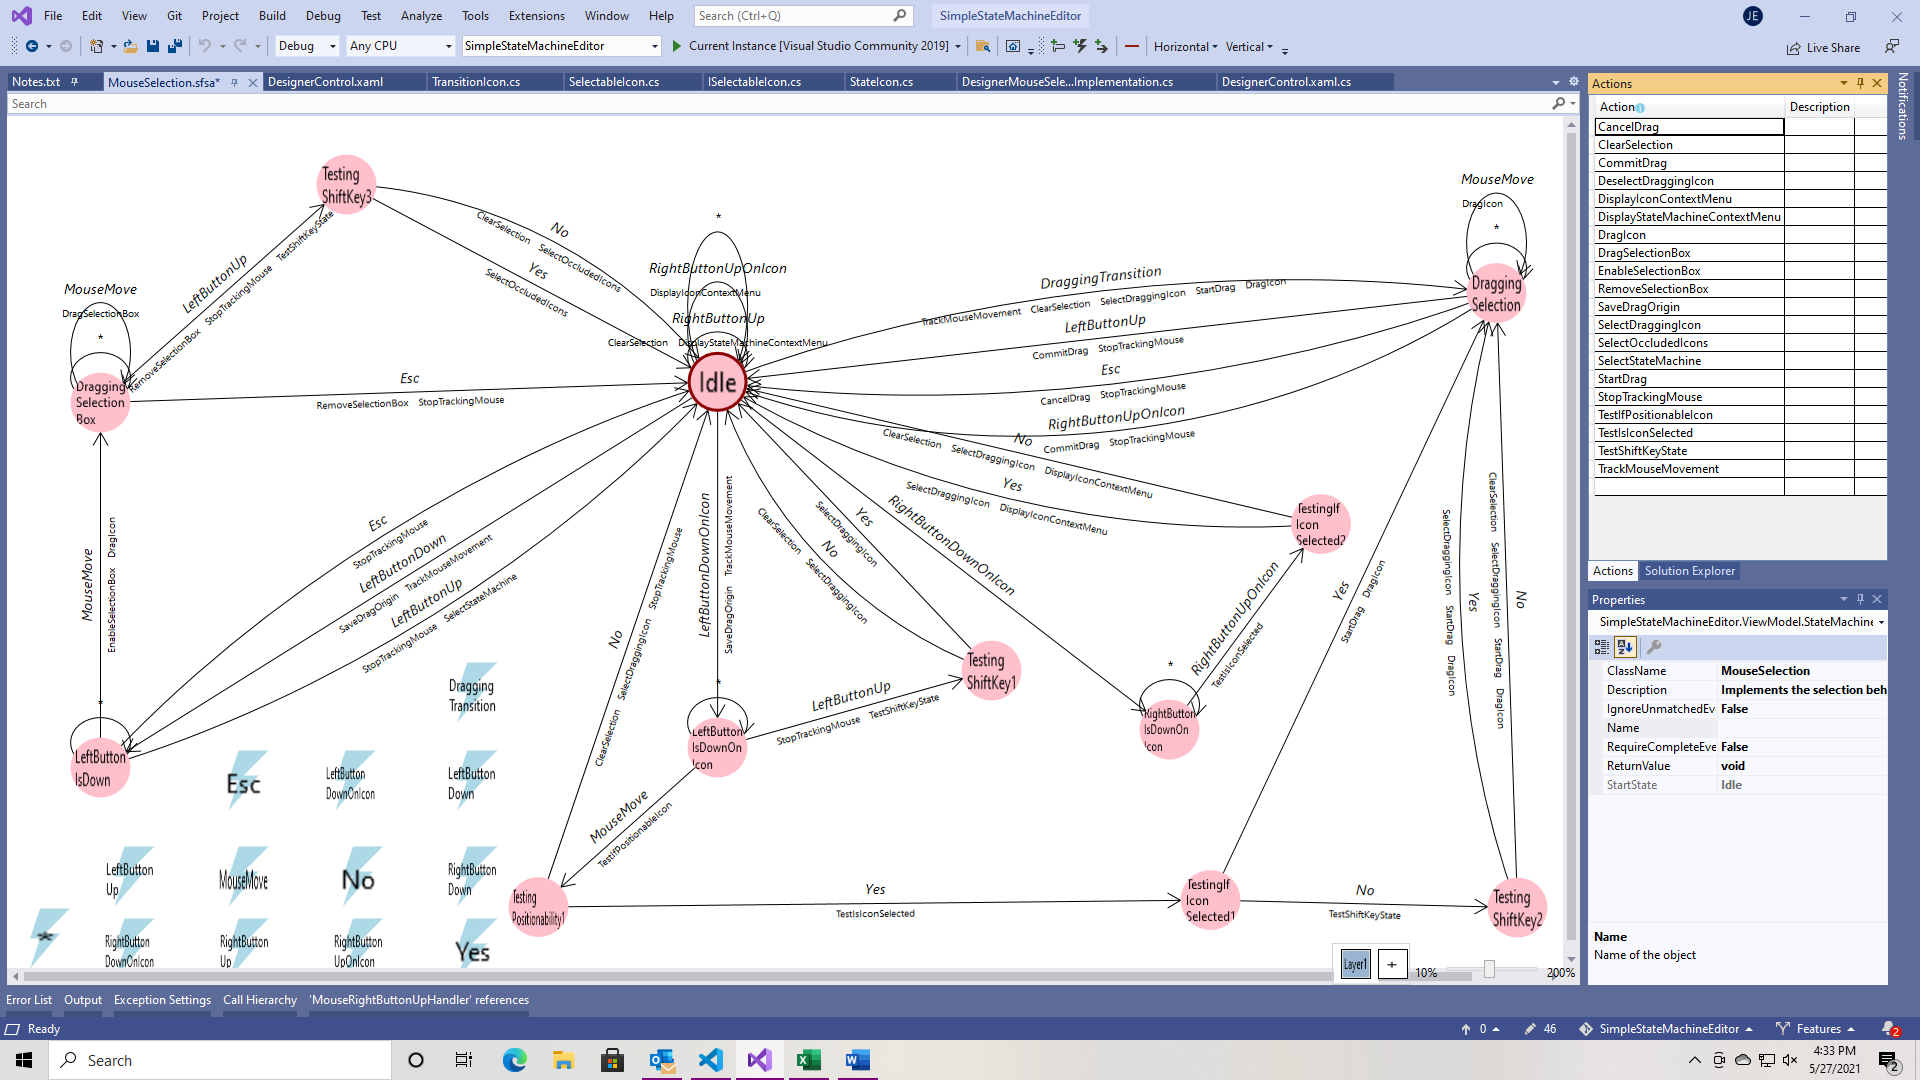 File Edit View Git Project Build Debug Test Analyze Tools Extensions Window Help Search (Ctrl+Q) SimpleStateMachineEditor JE
Debug Any CPU SimpleStateMachineEditor Current Instance [Visual Studio Community 2019] Horizontal Vertical Live Share
Notes.txt MouseSelection.sfsa* DesignerControl.xaml TransitionIcon.cs SelectableIcon.cs ISelectableIcon.cs StateIcon.cs DesignerMouseSele...Implementation.cs DesignerControl.xaml.cs
Search
Testing
ShiftKey3
No
ClearSelection SelectOccludedIcons
Yes
SelectOccludedIcons
LeftButtonUp
RemoveSelectionBox StopTrackingMouse TestShiftKeyState
MouseMove
DragSelectionBox
*
Dragging
Selection
Box
Esc
RemoveSelectionBox StopTrackingMouse
*
RightButtonUpOnIcon
DisplayIconContextMenu
RightButtonUp
ClearSelection DisplayStateMachineContextMenu
Idle
MouseMove
DragIcon
*
Dragging
Selection
DraggingTransition
TrackMouseMovement ClearSelection SelectDraggingIcon StartDrag DragIcon
LeftButtonUp
CommitDrag StopTrackingMouse
Esc
CancelDrag StopTrackingMouse
RightButtonUpOnIcon
CommitDrag StopTrackingMouse
No
ClearSelection SelectDraggingIcon DisplayIconContextMenu
Yes
SelectDraggingIcon DisplayIconContextMenu
TestingIf
Icon
Selected2
MouseMove
EnableSelectionBox DragIcon
Esc
StopTrackingMouse
LeftButtonDown
SaveDragOrigin TrackMouseMovement
LeftButtonUp
StopTrackingMouse SelectStateMachine
No
ClearSelection SelectDraggingIcon StopTrackingMouse
LeftButtonDownOnIcon
SaveDragOrigin TrackMouseMovement
Yes
SelectDraggingIcon
No
ClearSelection SelectDraggingIcon
RightButtonDownOnIcon
RightButtonUpOnIcon
TestIsIconSelected
Yes
StartDrag DragIcon
Yes
SelectDraggingIcon StartDrag DragIcon
No
ClearSelection SelectDraggingIcon StartDrag DragIcon
*
LeftButton
IsDown
*
LeftButton
IsDownOn
Icon
LeftButtonUp
StopTrackingMouse TestShiftKeyState
Testing
ShiftKey1
*
RightButton
IsDownOn
Icon
MouseMove
TestIfPositionableIcon
Testing
Positionability1
Yes
TestIsIconSelected
TestingIf
Icon
Selected1
No
TestShiftKeyState
Testing
ShiftKey2
Dragging
Transition
Esc
LeftButton
DownOnIcon
LeftButton
Down
LeftButton
Up
MouseMove
No
RightButton
Down
*
RightButton
DownOnIcon
RightButton
Up
RightButton
UpOnIcon
Yes
Layer1 + 10% 200%
Actions
Action Description
CancelDrag
ClearSelection
CommitDrag
DeselectDraggingIcon
DisplayIconContextMenu
DisplayStateMachineContextMenu
DragIcon
DragSelectionBox
EnableSelectionBox
RemoveSelectionBox
SaveDragOrigin
SelectDraggingIcon
SelectOccludedIcons
SelectStateMachine
StartDrag
StopTrackingMouse
TestIfPositionableIcon
TestIsIconSelected
TestShiftKeyState
TrackMouseMovement
Actions Solution Explorer
Properties
SimpleStateMachineEditor.ViewModel.StateMachine
ClassName MouseSelection
Description Implements the selection beh
IgnoreUnmatchedEv False
Name
RequireCompleteEve False
ReturnValue void
StartState Idle
Name
Name of the object
Notifications
Error List Output Exception Settings Call Hierarchy 'MouseRightButtonUpHandler' references
Ready 0 46 SimpleStateMachineEditor Features 2
Search
4:33 PM
5/27/2021
2